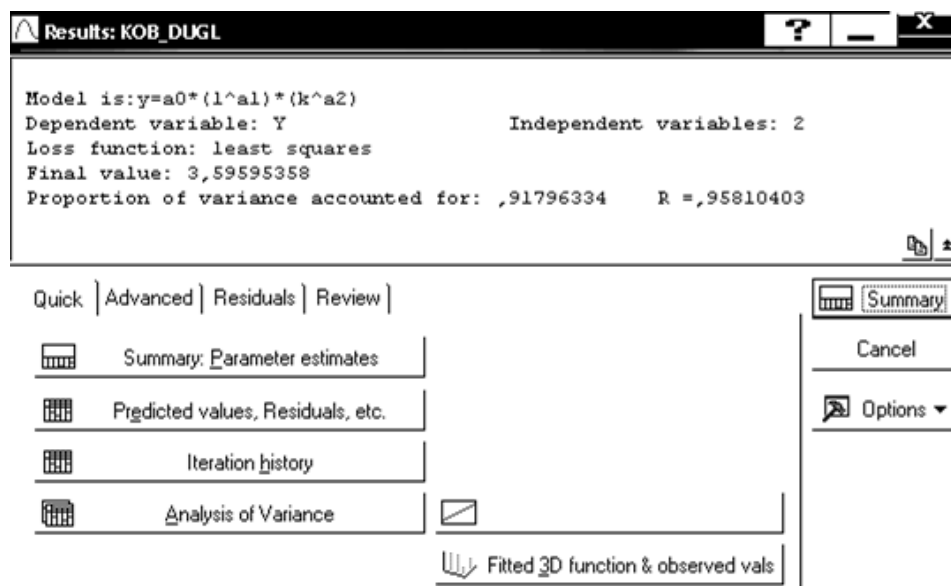 Results: KOB_DUGL ? _ X
Model is:y=a0*(l^a1)*(k^a2)
Dependent variable: Y Independent variables: 2
Loss function: least squares
Final value: 3,59595358
Proportion of variance accounted for: ,91796334 R =,95810403
Quick Advanced Residuals Review
Summary
Summary: Parameter estimates
Cancel
Predicted values, Residuals, etc.
Options
Iteration history
Analysis of Variance
Fitted 3D function & observed vals